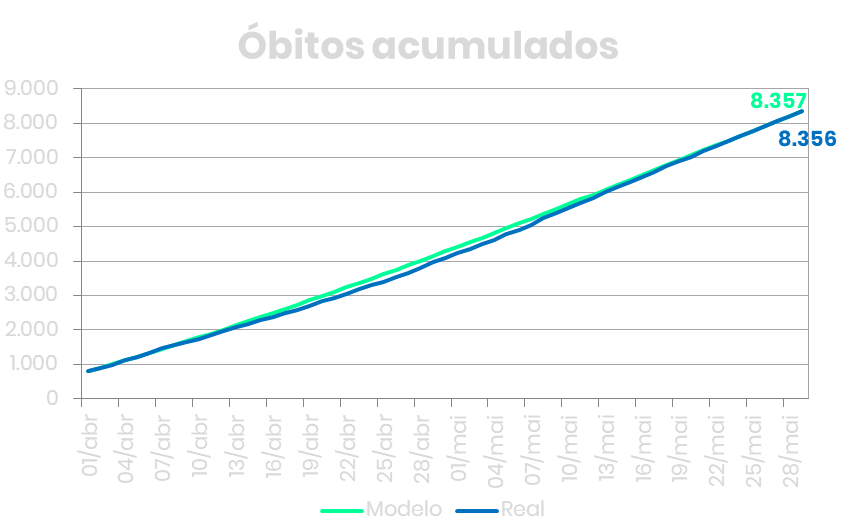 Óbitos acumulados
9.000
8.000
7.000
6.000
5.000
4.000
3.000
2.000
1.000
0
8.357
8.356
01/abr
04/abr
07/abr
10/abr
13/abr
16/abr
19/abr
22/abr
25/abr
28/abr
01/mai
04/mai
07/mai
10/mai
13/mai
16/mai
19/mai
22/mai
25/mai
28/mai
Modelo Real